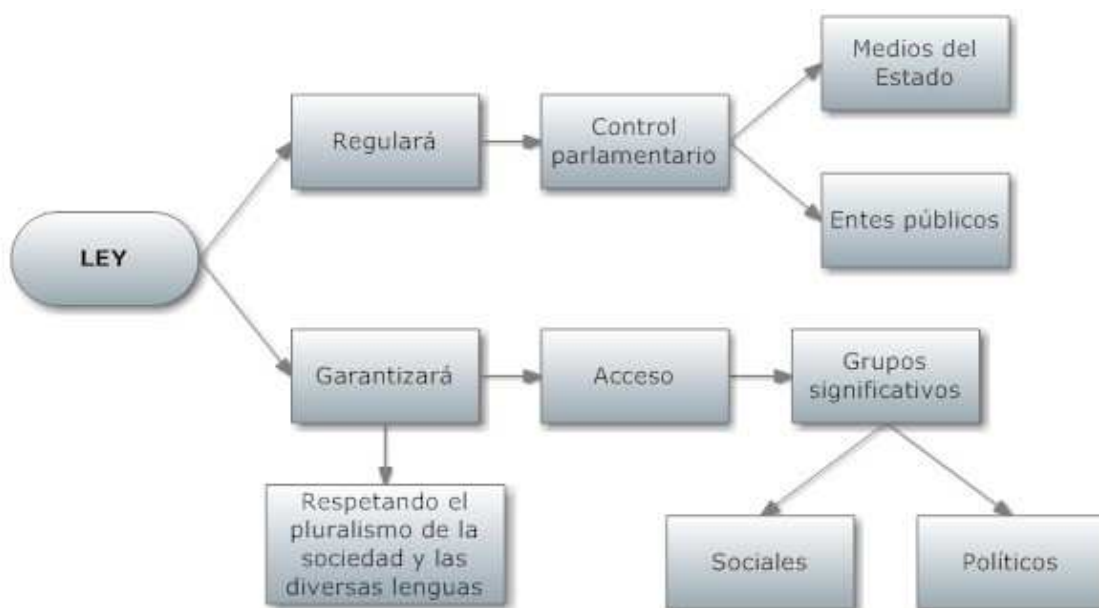 Medios del
Estado
Regulará
Control
parlamentario
Entes públicos
LEY
Garantizará
Acceso
Grupos
significativos
Respetando el
pluralismo de la
sociedad y las
diversas lenguas
Sociales
Políticos